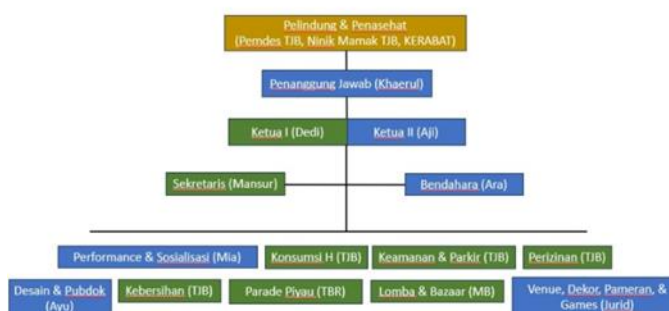 Pelindung & Penasehat
(Pemdes TJB, Ninik Mamak TJB, KERABAT)
Penanggung Jawab (Khaerul)
Ketua I (Dedi)
Ketua II (Aji)
Sekretaris (Mansur)
Bendahara (Ara)
Performance & Sosialisasi (Mia)
Konsumsi H (TJB)
Keamanan & Parkir (TJB)
Perizinan (TJB)
Desain & Pubdok
(Ayu)
Kebersihan (TJB)
Parade Piyau (TBR)
Lomba & Bazaar (MB)
Venue, Dekor, Pameran, &
Games (Jurid)